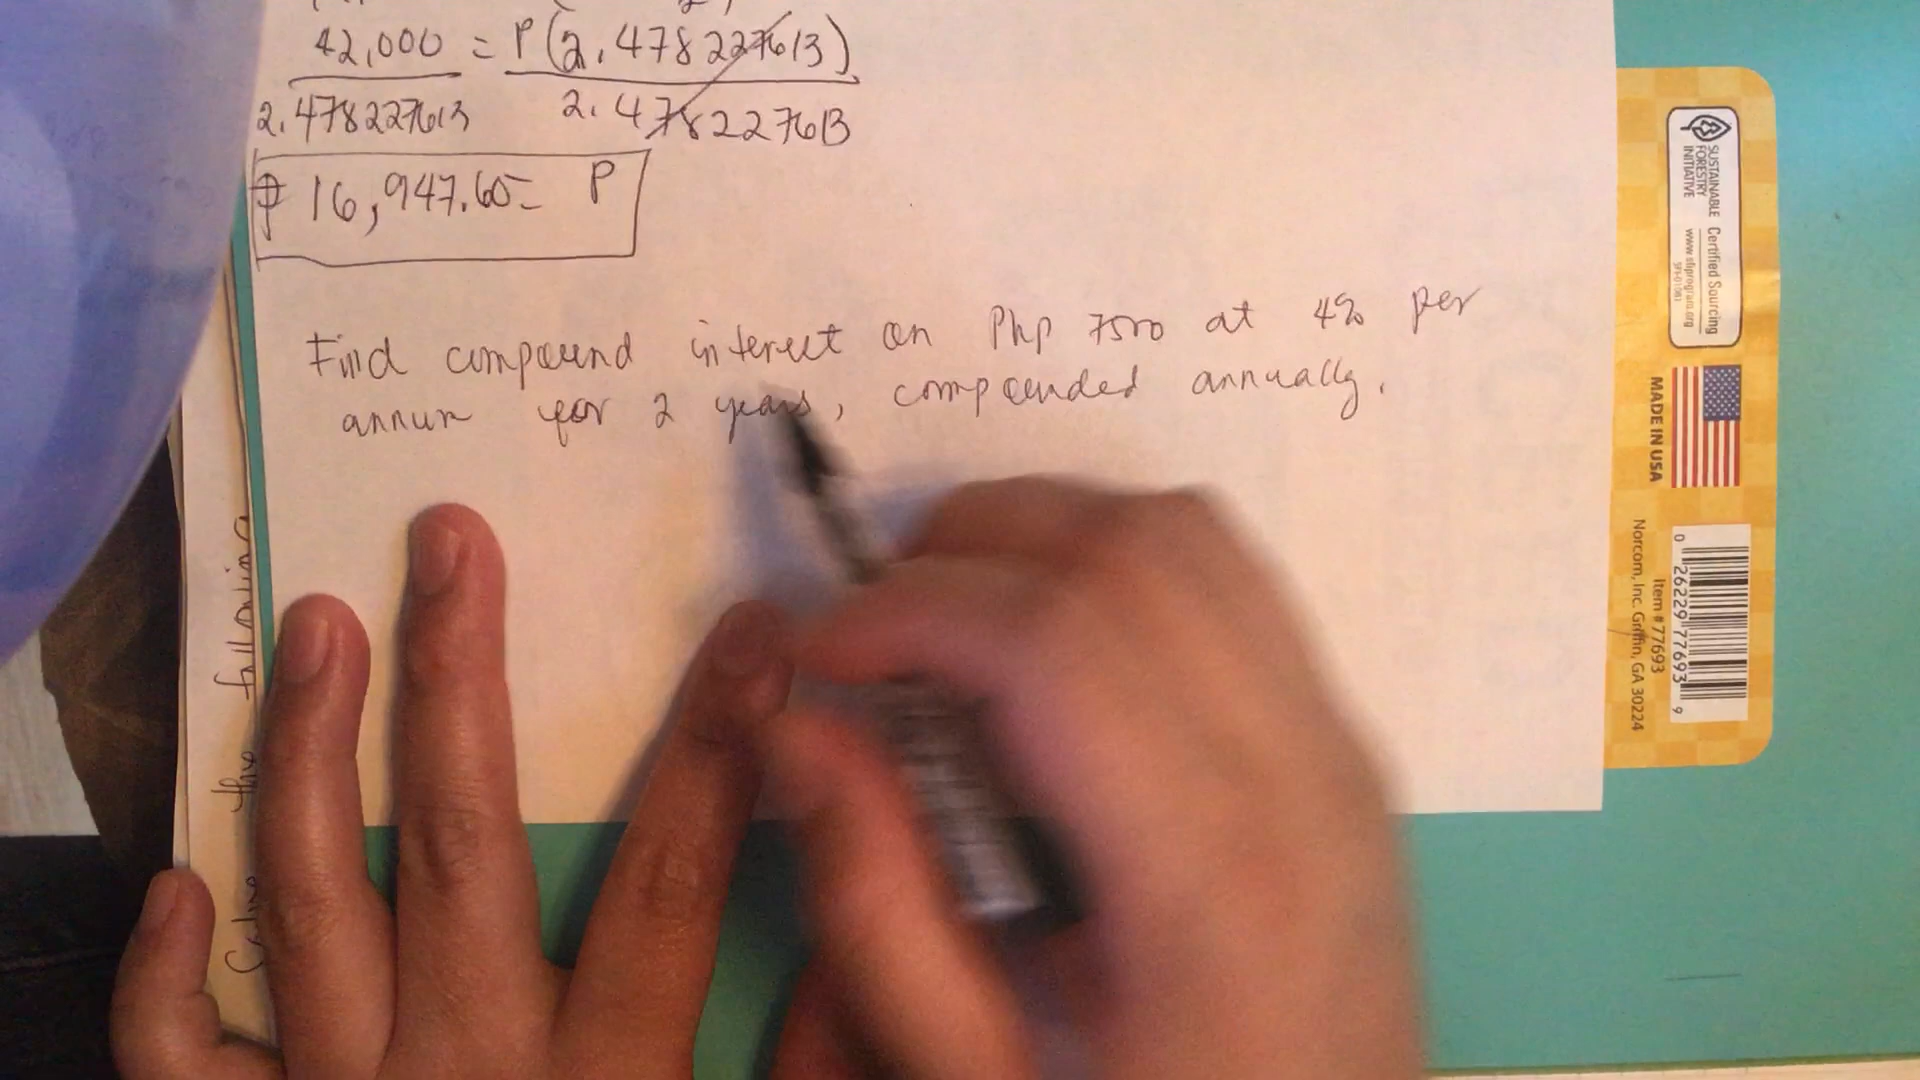 42,000 = P(2.478227613)
2.478227613 2.478227613
₱ 16,947.65 = P
Find compound interest on Php 7500 at 4% per
annum for 2 years, compounded annually.
following
the
SUSTAINABLE
FORESTRY
INITIATIVE
Certified Sourcing
www.sfiprogram.org
MADE IN USA
0 26229 77693 9
Item #77693
Norcom, Inc. Griffin, GA 30224